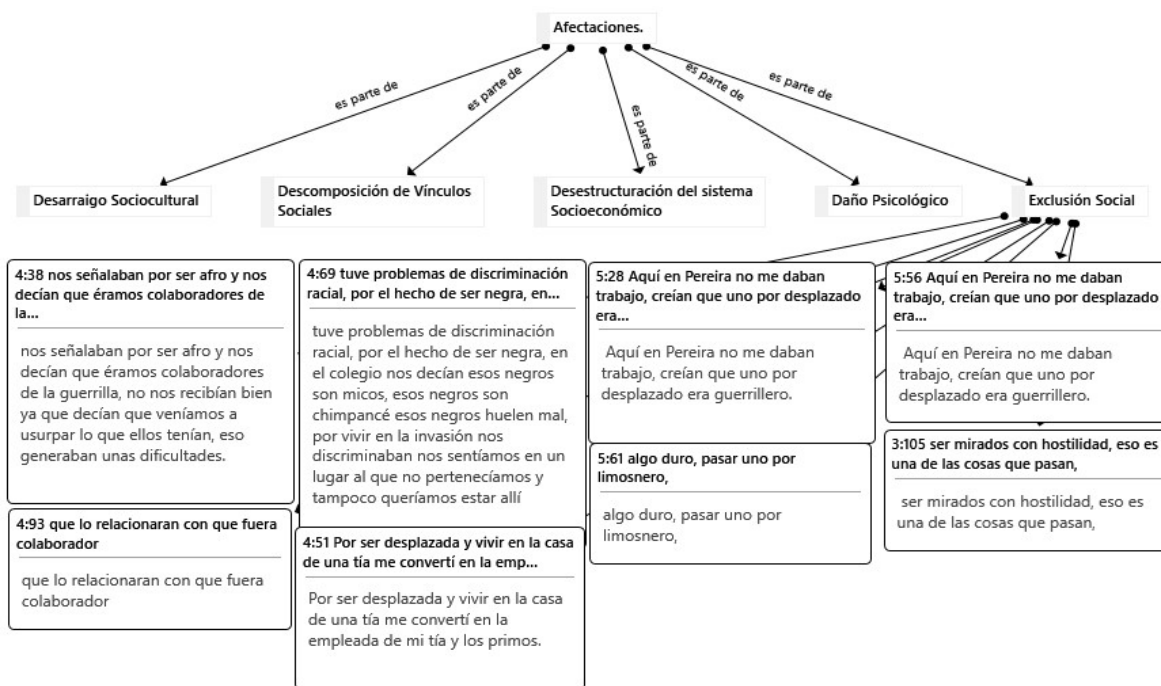 Afectaciones.
es parte de
es parte de
es parte de
es parte de
es parte de
Desarraigo Sociocultural
Descomposición de Vínculos
Sociales
Desestructuración del sistema
Socioeconómico
Daño Psicológico
Exclusión Social
4:38 nos señalaban por ser afro y nos
decían que éramos colaboradores de
la...
nos señalaban por ser afro y nos
decían que éramos colaboradores
de la guerrilla, no nos recibían bien
ya que decían que veníamos a
usurpar lo que ellos tenían, eso
generaban unas dificultades.
4:93 que lo relacionaran con que fuera
colaborador
que lo relacionaran con que fuera
colaborador
4:69 tuve problemas de discriminación
racial, por el hecho de ser negra, en...
tuve problemas de discriminación
racial, por el hecho de ser negra, en
el colegio nos decían esos negros
son micos, esos negros son
chimpancé esos negros huelen mal,
por vivir en la invasión nos
discriminaban nos sentíamos en un
lugar al que no pertenecíamos y
tampoco queríamos estar allí
4:51 Por ser desplazada y vivir en la casa
de una tía me convertí en la emp...
Por ser desplazada y vivir en la casa
de una tía me convertí en la
empleada de mi tía y los primos.
5:28 Aquí en Pereira no me daban
trabajo, creían que uno por desplazado
era...
Aquí en Pereira no me daban
trabajo, creían que uno por
desplazado era guerrillero.
5:61 algo duro, pasar uno por
limosnero,
algo duro, pasar uno por
limosnero,
5:56 Aquí en Pereira no me daban
trabajo, creían que uno por desplazado
era...
Aquí en Pereira no me daban
trabajo, creían que uno por
desplazado era guerrillero.
3:105 ser mirados con hostilidad, eso es
una de las cosas que pasan,
ser mirados con hostilidad, eso es
una de las cosas que pasan,